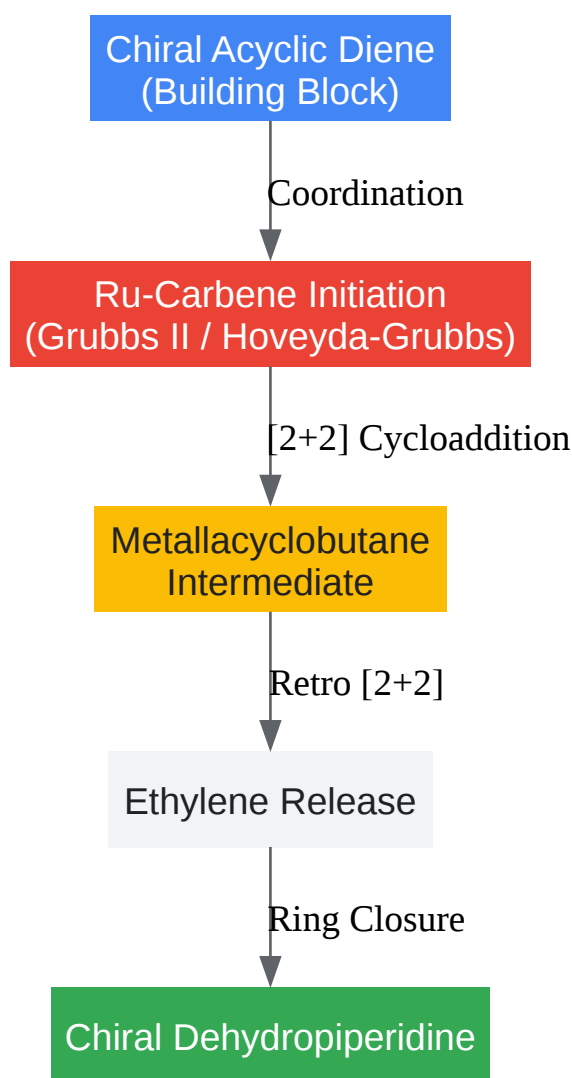 Chiral Acyclic Diene
(Building Block)
Coordination
Ru-Carbene Initiation
(Grubbs II / Hoveyda-Grubbs)
[2+2] Cycloaddition
Metallacyclobutane
Intermediate
Retro [2+2]
Ethylene Release
Ring Closure
Chiral Dehydropiperidine